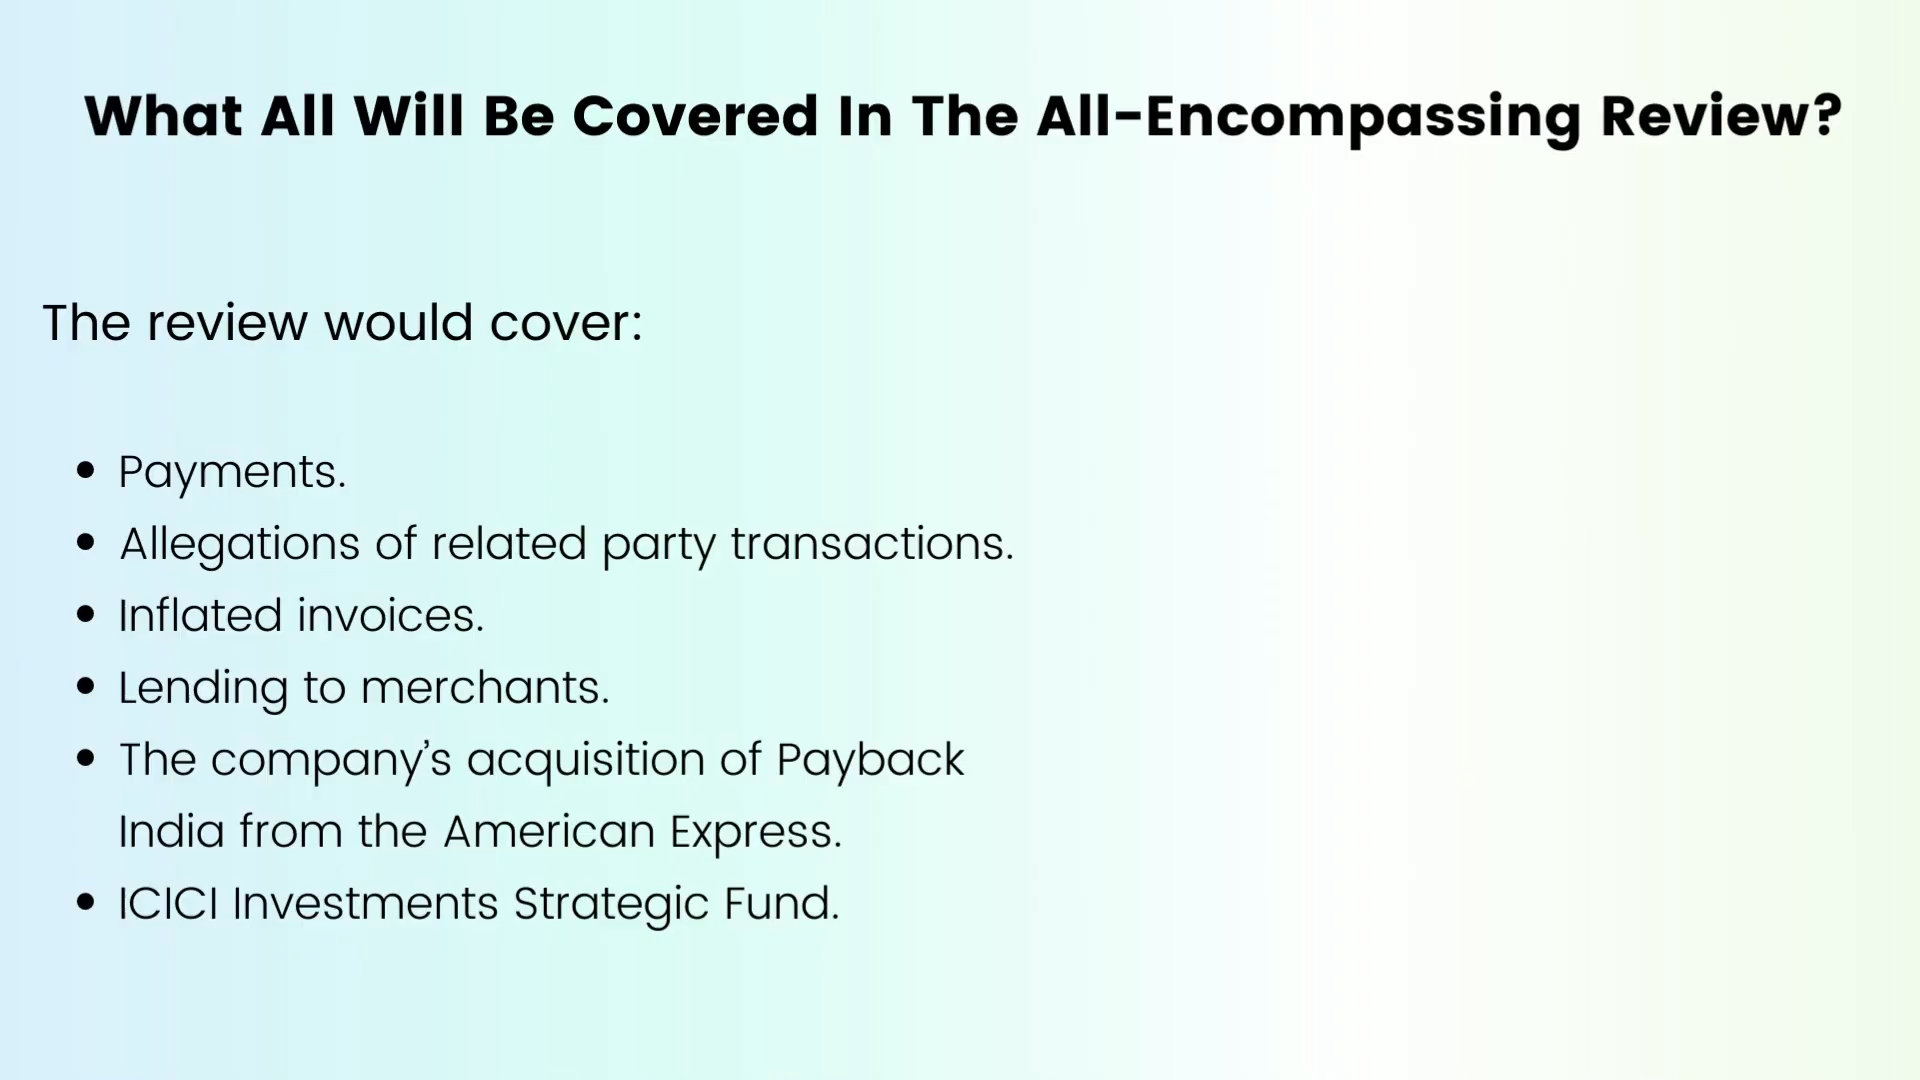 What All Will Be Covered In The All-Encompassing Review?
The review would cover:
• Payments.
• Allegations of related party transactions.
• Inflated invoices.
• Lending to merchants.
• The company's acquisition of Payback
India from the American Express.
• ICICI Investments Strategic Fund.